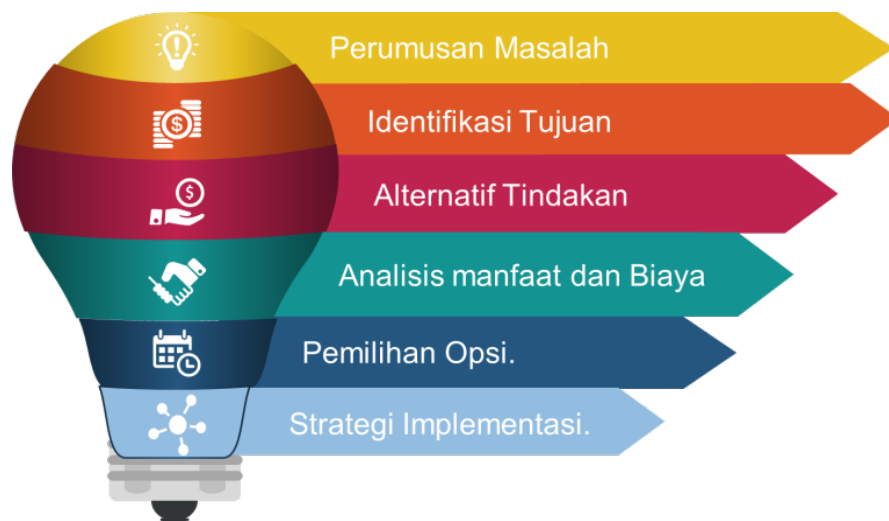 Perumusan Masalah
Identifikasi Tujuan
Alternatif Tindakan
Analisis manfaat dan Biaya
Pemilihan Opsi.
Strategi Implementasi.